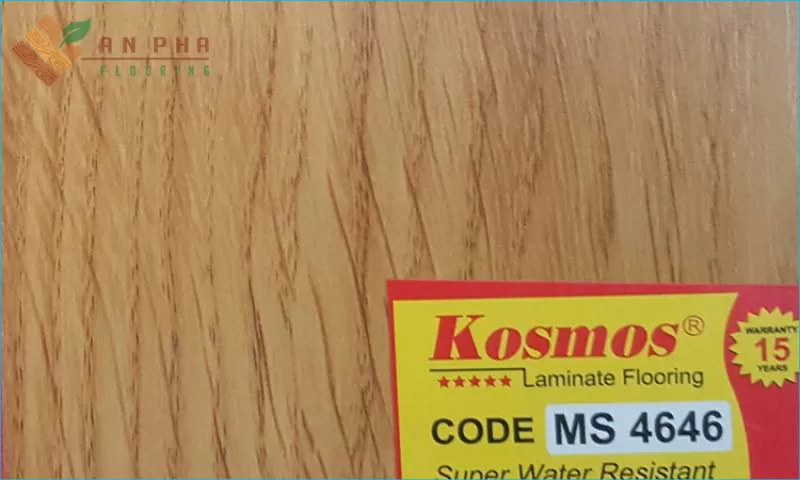 AN PHA
FLOORING
Kosmos®
WARRANTY
15
YEARS
★★★★★ Laminate Flooring
CODE MS 4646
Super Water Resistant